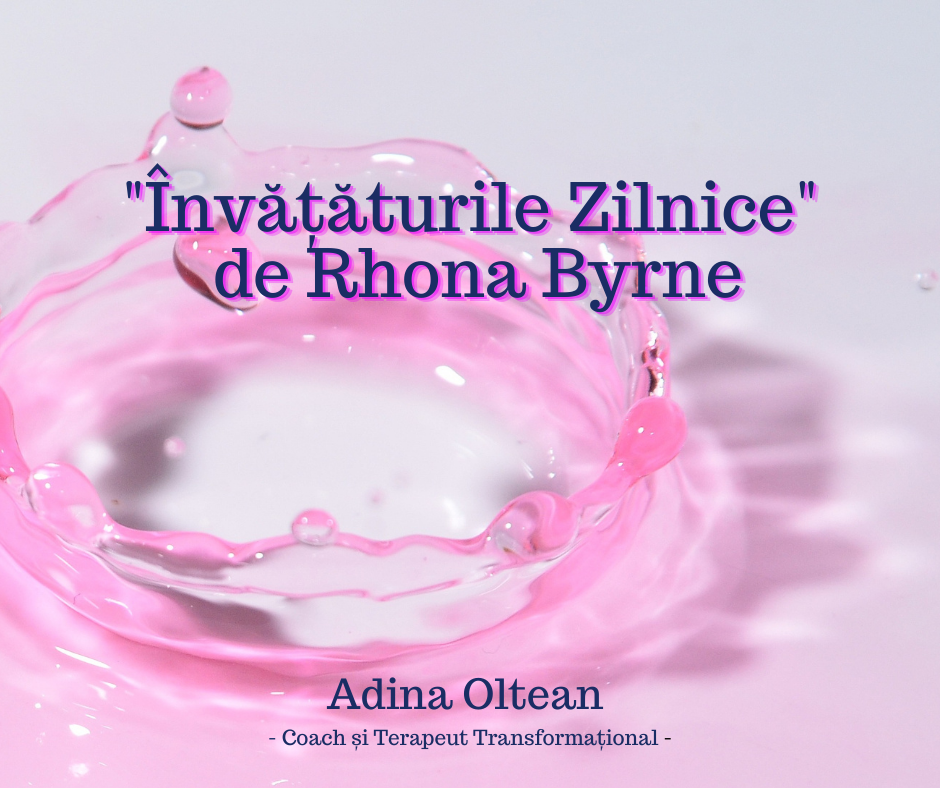 "Învățăturile Zilnice"
de Rhona Byrne
Adina Oltean
- Coach și Terapeut Transformațional -